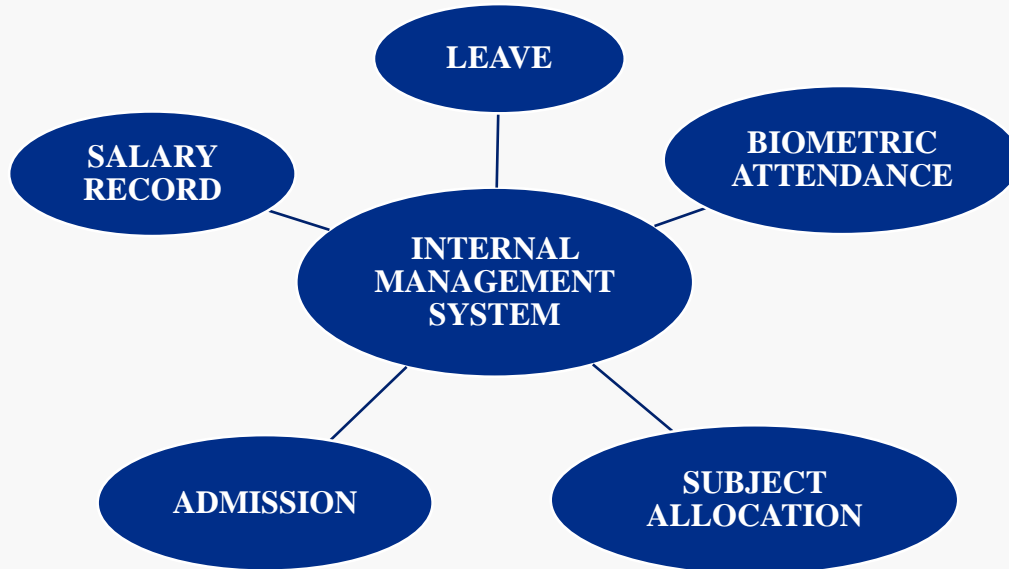 LEAVE
BIOMETRIC
ATTENDANCE
SALARY
RECORD
INTERNAL
MANAGEMENT
SYSTEM
ADMISSION
SUBJECT
ALLOCATION